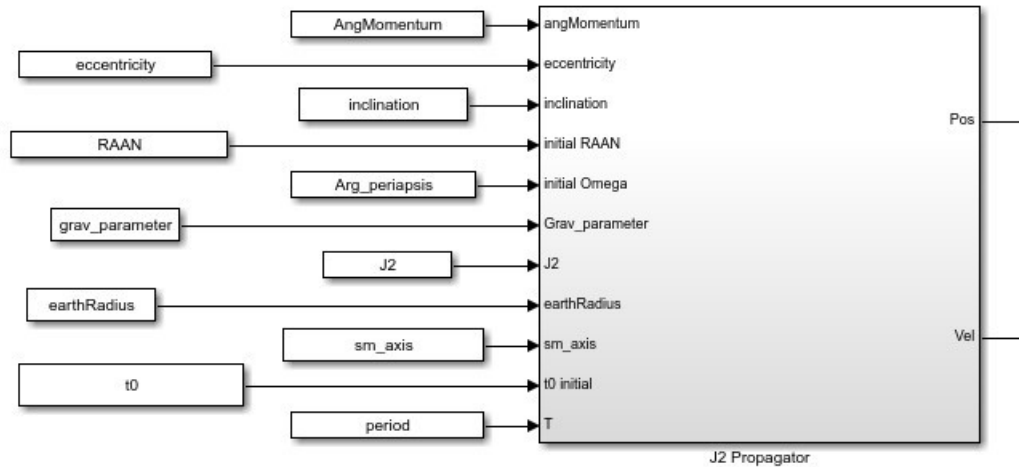 AngMomentum
angMomentum
eccentricity
eccentricity
inclination
inclination
Pos
RAAN
initial RAAN
Arg_periapsis
initial Omega
grav_parameter
Grav_parameter
J2
J2
earthRadius
earthRadius
Vel
sm_axis
sm_axis
t0
t0 initial
period
T
J2 Propagator